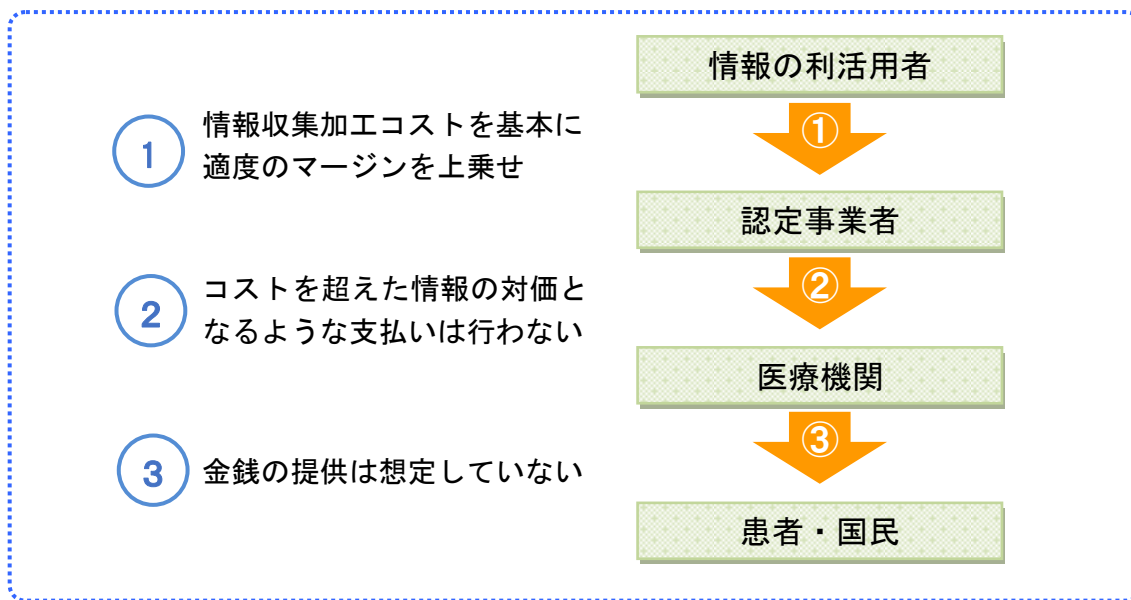 情報の利活用者
①
1
情報収集加工コストを基本に
適度のマージンを上乗せ
認定事業者
②
2
コストを超えた情報の対価と
なるような支払いは行わない
医療機関
③
3
金銭の提供は想定していない
患者・国民